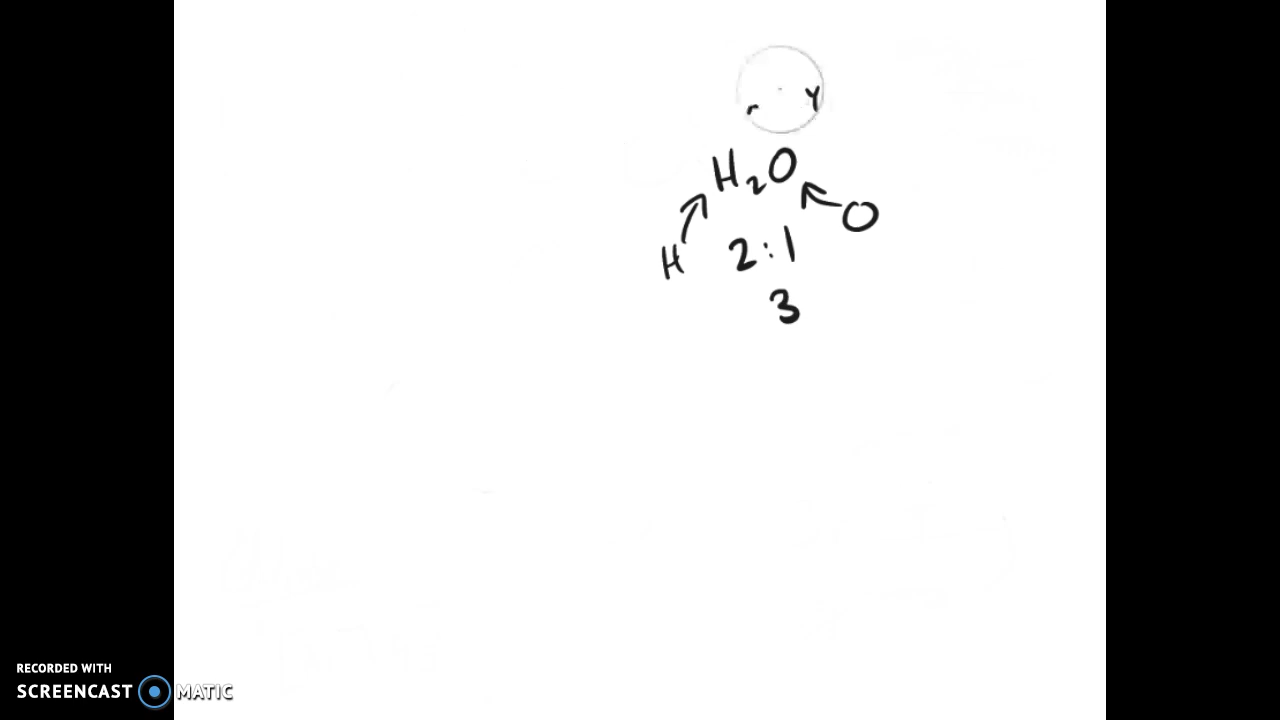 r Y
H₂O
O
H 2:1
3
RECORDED WITH
SCREENCAST MATIC